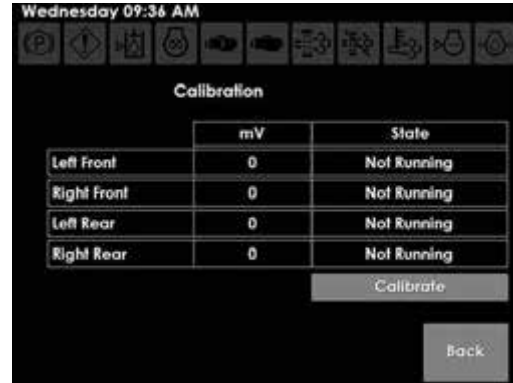 Wednesday 09:36 AM
Calibration
mV State
Left Front 0 Not Running
Right Front 0 Not Running
Left Rear 0 Not Running
Right Rear 0 Not Running
Calibrate
Back